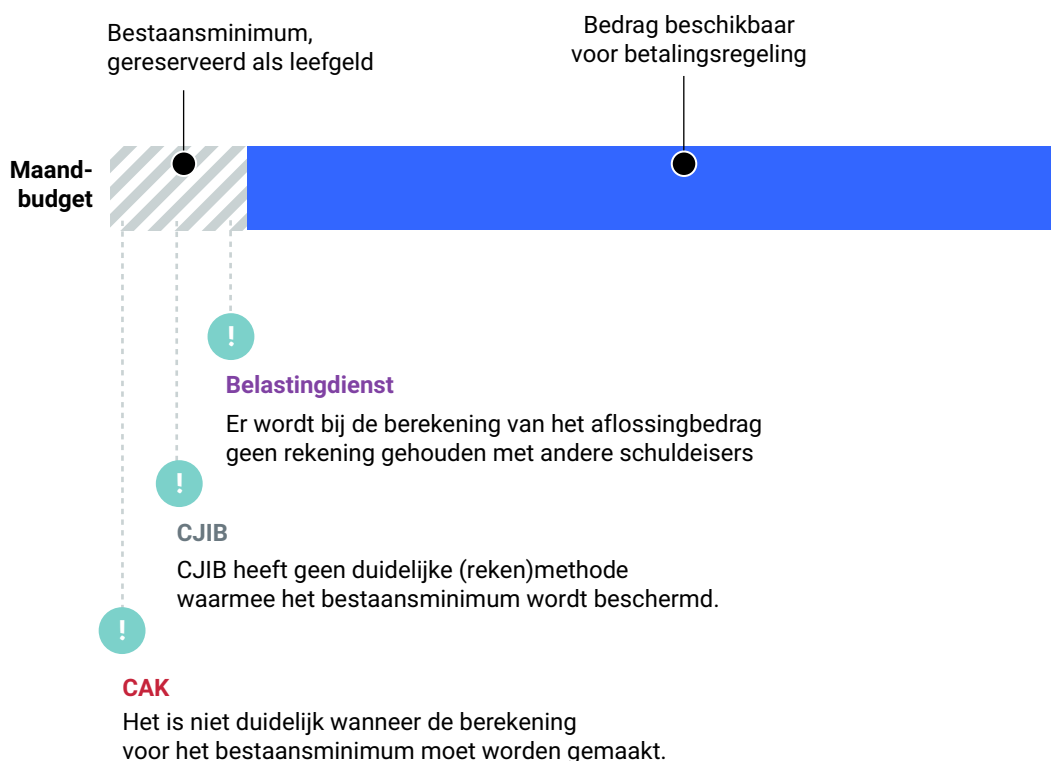 Bestaansminimum,
gereserveerd als leefgeld
Bedrag beschikbaar
voor betalingsregeling
Maand-
budget
!
Belastingdienst
Er wordt bij de berekening van het aflossingbedrag
geen rekening gehouden met andere schuldeisers
!
CJIB
CJIB heeft geen duidelijke (reken)methode
waarmee het bestaansminimum wordt beschermd.
!
CAK
Het is niet duidelijk wanneer de berekening
voor het bestaansminimum moet worden gemaakt.